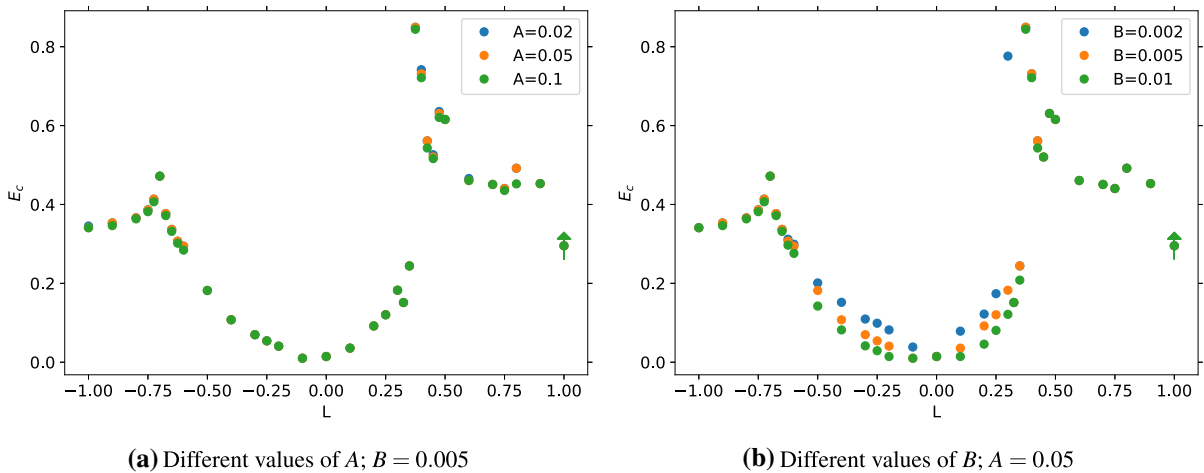 A=0.02
A=0.05
A=0.1
0.8
0.6
0.4
0.2
0.0
E_c
−1.00 −0.75 −0.50 −0.25 0.00 0.25 0.50 0.75 1.00
L
(a) Different values of A; B = 0.005
B=0.002
B=0.005
B=0.01
0.8
0.6
0.4
0.2
0.0
E_c
−1.00 −0.75 −0.50 −0.25 0.00 0.25 0.50 0.75 1.00
L
(b) Different values of B; A = 0.05